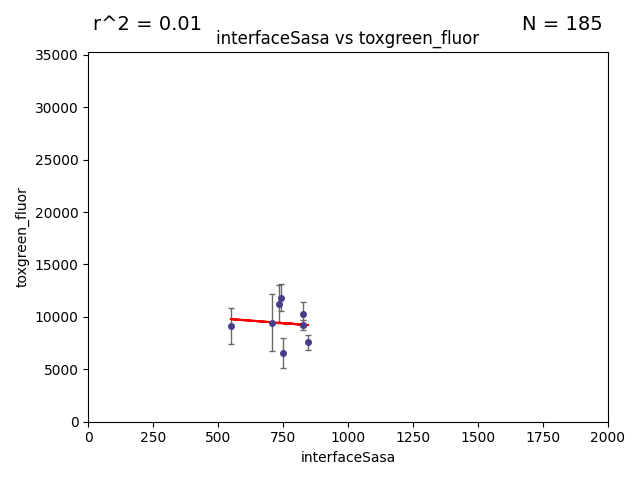 r^2 = 0.01
N = 185
interfaceSasa vs toxgreen_fluor
35000
30000
25000
20000
15000
10000
5000
0
toxgreen_fluor
0 250 500 750 1000 1250 1500 1750 2000
interfaceSasa